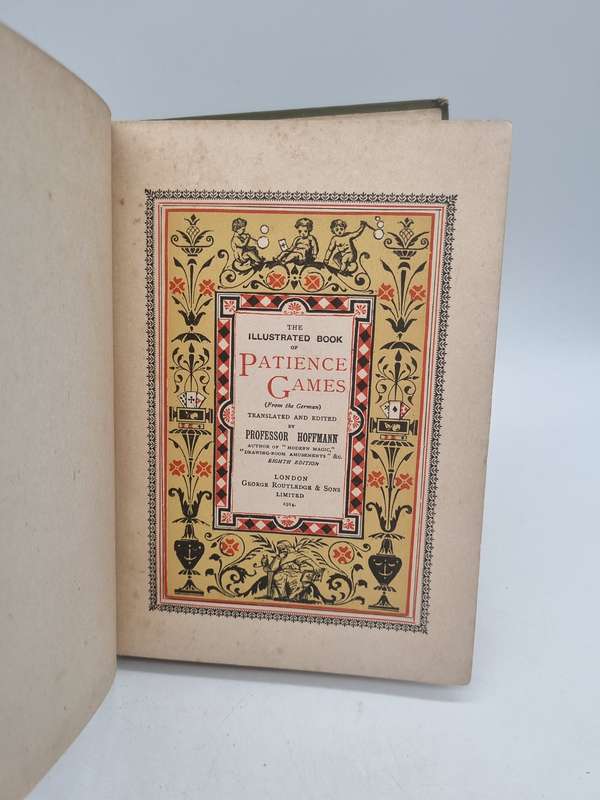 THE
ILLUSTRATED BOOK
OF
PATIENCE
GAMES
(From the German)
TRANSLATED AND EDITED
BY
PROFESSOR HOFFMANN
AUTHOR OF "MODERN MAGIC,"
"DRAWING-ROOM AMUSEMENTS" &c.
EIGHTH EDITION
LONDON
GEORGE ROUTLEDGE & SONS
LIMITED
1914.